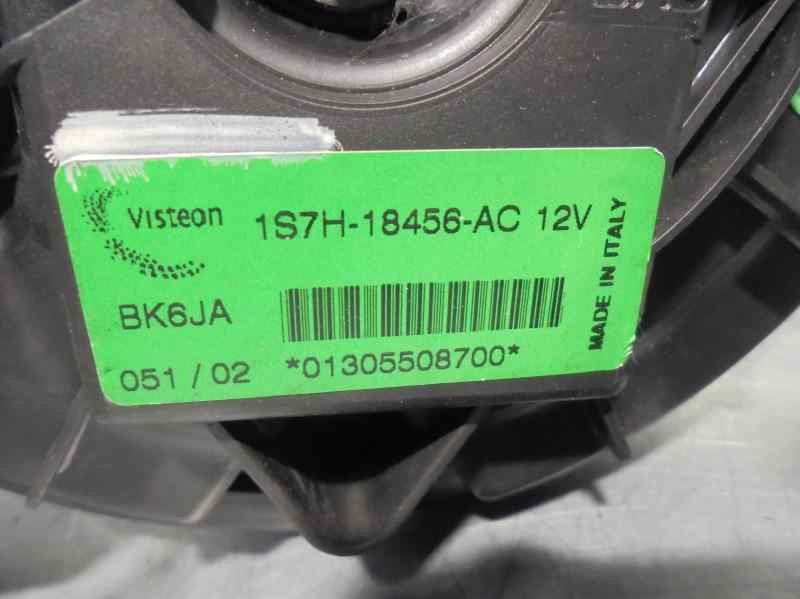 Visteon 1S7H-18456-AC 12V
BK6JA
051 / 02 *01305508700*
MADE IN ITALY